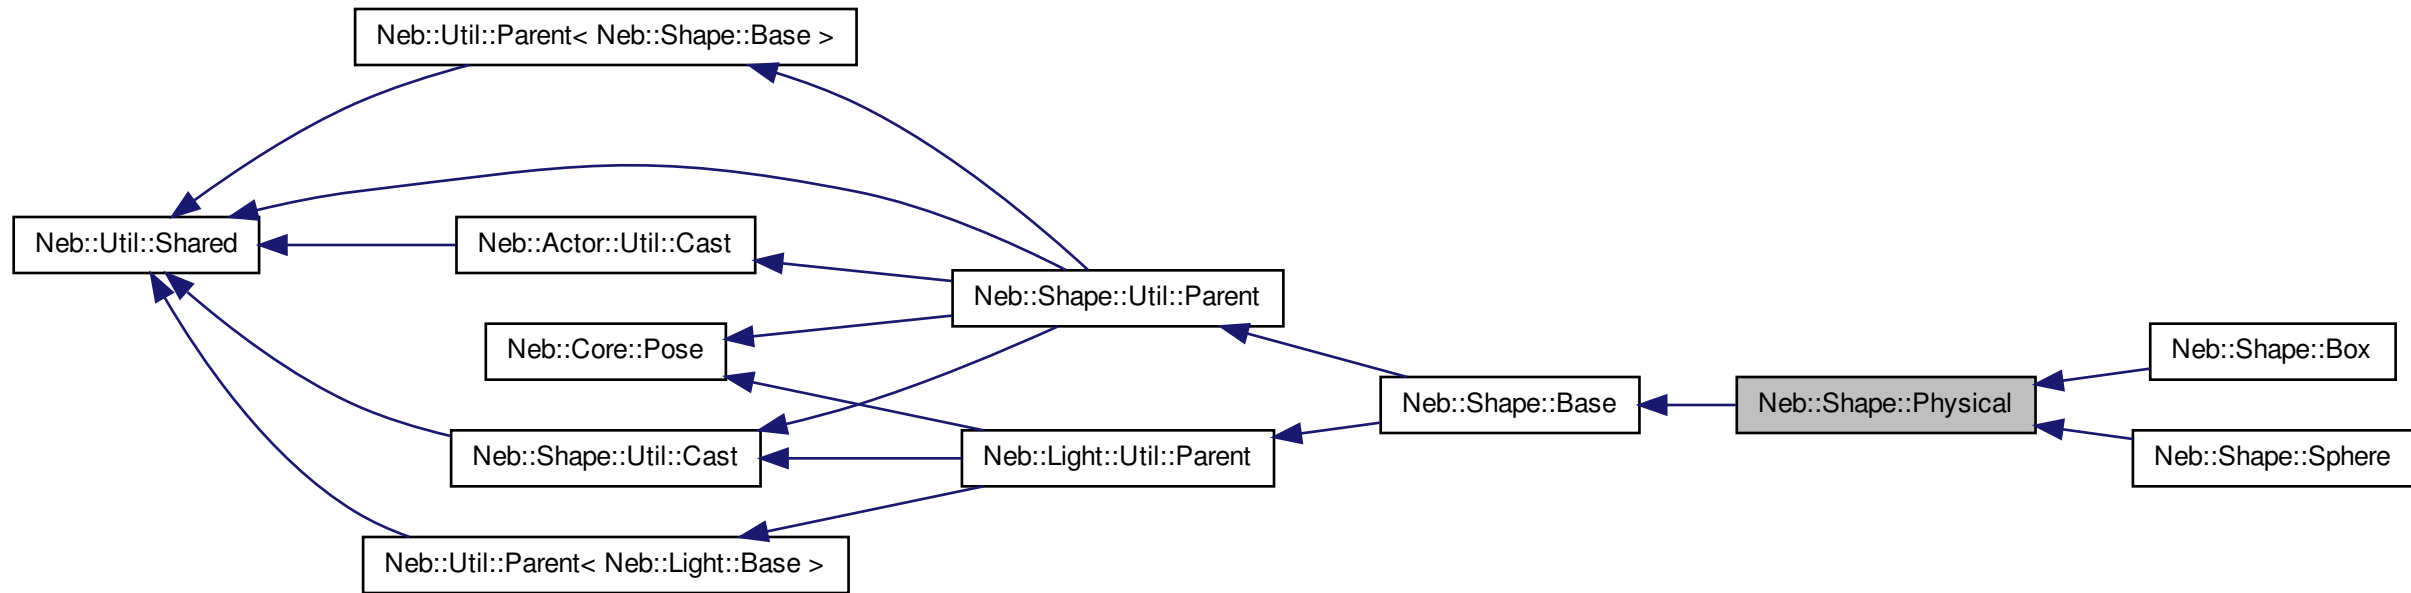 Neb::Util::Parent< Neb::Shape::Base >
Neb::Util::Shared
Neb::Actor::Util::Cast
Neb::Shape::Util::Parent
Neb::Core::Pose
Neb::Shape::Box
Neb::Shape::Base
Neb::Shape::Physical
Neb::Shape::Util::Cast
Neb::Light::Util::Parent
Neb::Shape::Sphere
Neb::Util::Parent< Neb::Light::Base >